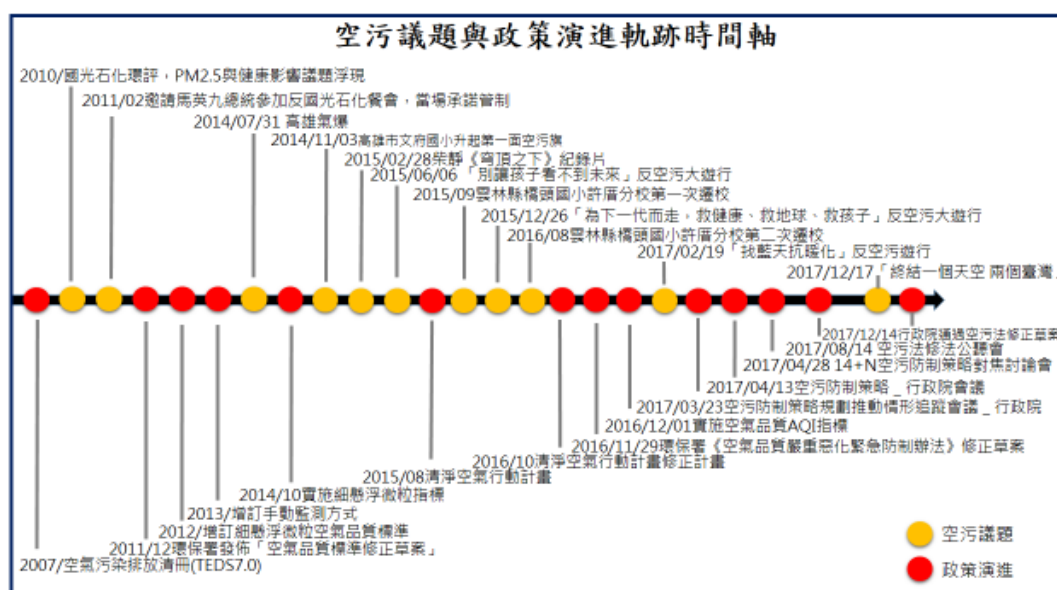 空污議題與政策演進軌跡時間軸
2010/國光石化環評，PM2.5與健康影響議題浮現
2011/02邀請馬英九總統參加反國光石化餐會，當場承諾管制
2014/07/31 高雄氣爆
2014/11/03高雄市文府國小升起第一面空污旗
2015/02/28柴靜《穹頂之下》紀錄片
2015/06/06 「別讓孩子看不到未來」反空污大遊行
2015/09雲林縣橋頭國小許厝分校第一次遷校
2015/12/26「為下一代而走，救健康、救地球、救孩子」反空污大遊行
2016/08雲林縣橋頭國小許厝分校第二次遷校
2017/02/19「找藍天抗暖化」反空污遊行
2017/12/17「終結一個天空 兩個臺灣
2017/12/14行政院通過空污法修正草案
2017/08/14 空污法修法公聽會
2017/04/28 14+N空污防制策略對焦討論會
2017/04/13空污防制策略_行政院會議
2017/03/23空污防制策略規劃推動情形追蹤會議_行政院
2016/12/01實施空氣品質AQI指標
2016/11/29環保署《空氣品質嚴重惡化緊急防制辦法》修正草案
2016/10清淨空氣行動計畫修正計畫
2015/08清淨空氣行動計畫
2014/10實施細懸浮微粒指標
2013/增訂手動監測方式
2012/增訂細懸浮微粒空氣品質標準
2011/12環保署發佈「空氣品質標準修正草案」
2007/空氣污染排放清冊(TEDS7.0)
空污議題
政策演進